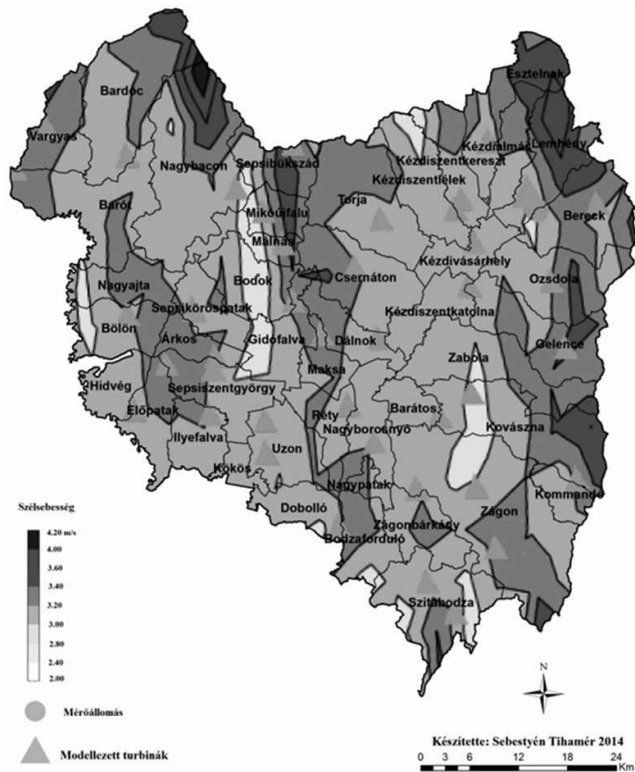 Esztelnek
Bardóc
Vargyas
Kézdialmás
Lemhény
Nagybacon
Sepsibükszád
Kézdiszentkereszt
Kézdiszentlélek
Torja
Barót
Mikóújfalu
Bereck
Málnás
Kézdivásárhely
Csernáton
Bodok
Ozsdola
Nagyajta
Sepsikőröspatak
Kézdiszentkatolna
Bölön
Árkos
Gidófalva
Dálnok
Gelence
Zabola
Maksa
Hidvég
Sepsiszentgyörgy
Barátos
Előpatak
Réty
Nagyborosnyó
Kovászna
Ilyefalva
Uzon
Kökös
Nagypatak
Kommandó
Szélsebesség
Dobolló
Zágon
Zágonbárkány
Bodzaforduló
4.20 m/s
4.00
3.60
3.40
3.20
3.00
2.80
2.40
2.00
Szitabodza
N
Mérőállomás
Készítette: Sebestyén Tihamér 2014
Modellezett turbinák
0 3 6 12 18 24
Km